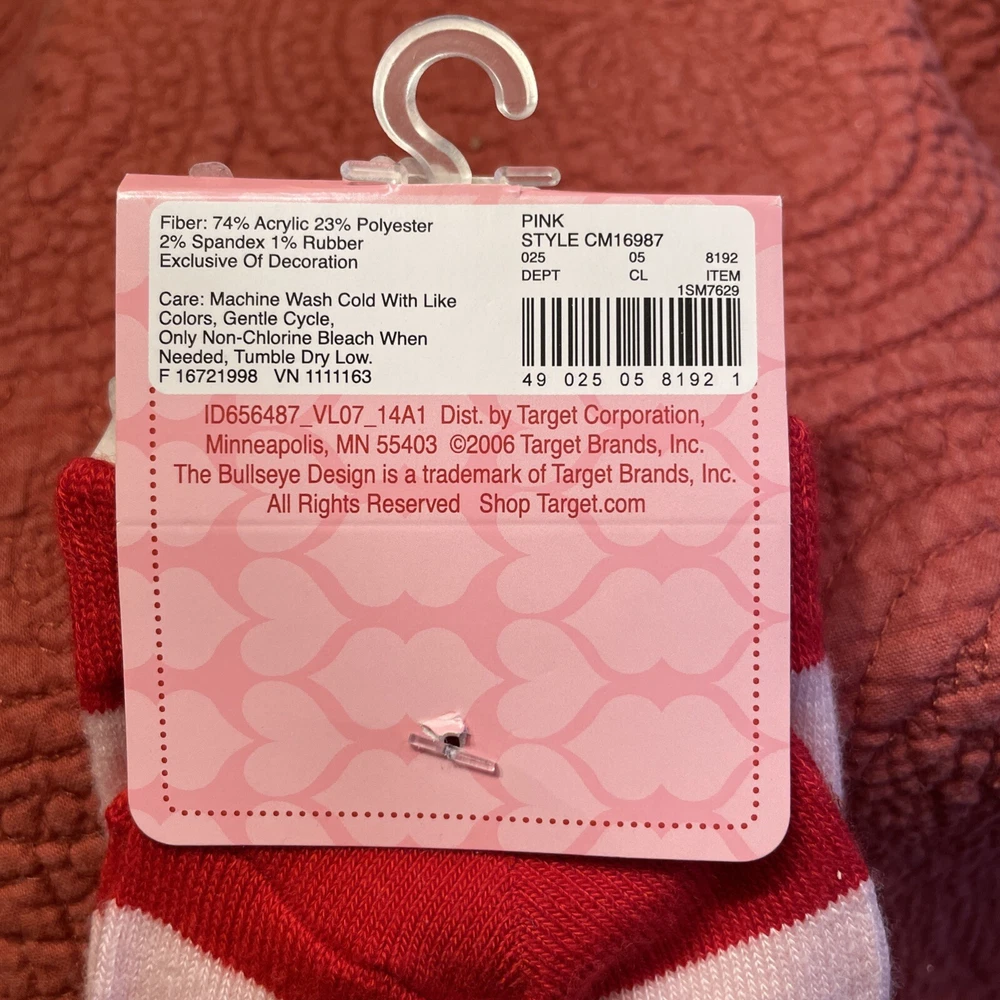 Fiber: 74% Acrylic 23% Polyester
2% Spandex 1% Rubber
Exclusive Of Decoration
Care: Machine Wash Cold With Like
Colors, Gentle Cycle,
Only Non-Chlorine Bleach When
Needed, Tumble Dry Low.
F 16721998 VN 1111163
PINK
STYLE CM16987
025 05 8192
DEPT CL ITEM
1SM7629
49 025 05 8192 1
ID656487_VL07_14A1 Dist. by Target Corporation,
Minneapolis, MN 55403 ©2006 Target Brands, Inc.
The Bullseye Design is a trademark of Target Brands, Inc.
All Rights Reserved Shop Target.com